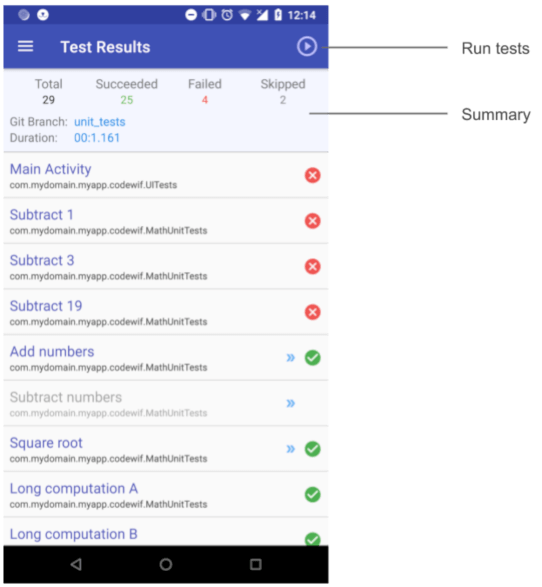 12:14
Test Results
Run tests
Total Succeeded Failed Skipped
29 25 4 2
Summary
Git Branch: unit_tests
Duration: 00:1.161
Main Activity
com.mydomain.myapp.codewif.UITests
Subtract 1
com.mydomain.myapp.codewif.MathUnitTests
Subtract 3
com.mydomain.myapp.codewif.MathUnitTests
Subtract 19
com.mydomain.myapp.codewif.MathUnitTests
Add numbers
com.mydomain.myapp.codewif.MathUnitTests
Subtract numbers
com.mydomain.myapp.codewif.MathUnitTests
Square root
com.mydomain.myapp.codewif.MathUnitTests
Long computation A
com.mydomain.myapp.codewif.MathUnitTests
Long computation B